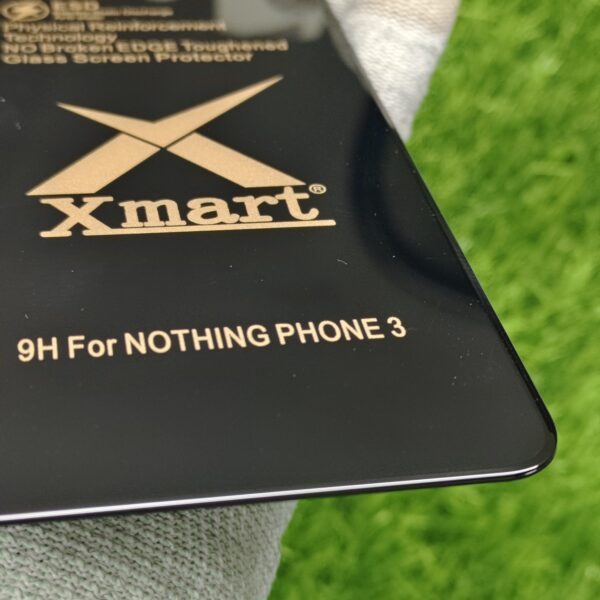 ESD
Physical Reinforcement
Technology
NO Broken EDGE Toughened
Glass Screen Protector
Xmart®
9H For NOTHING PHONE 3